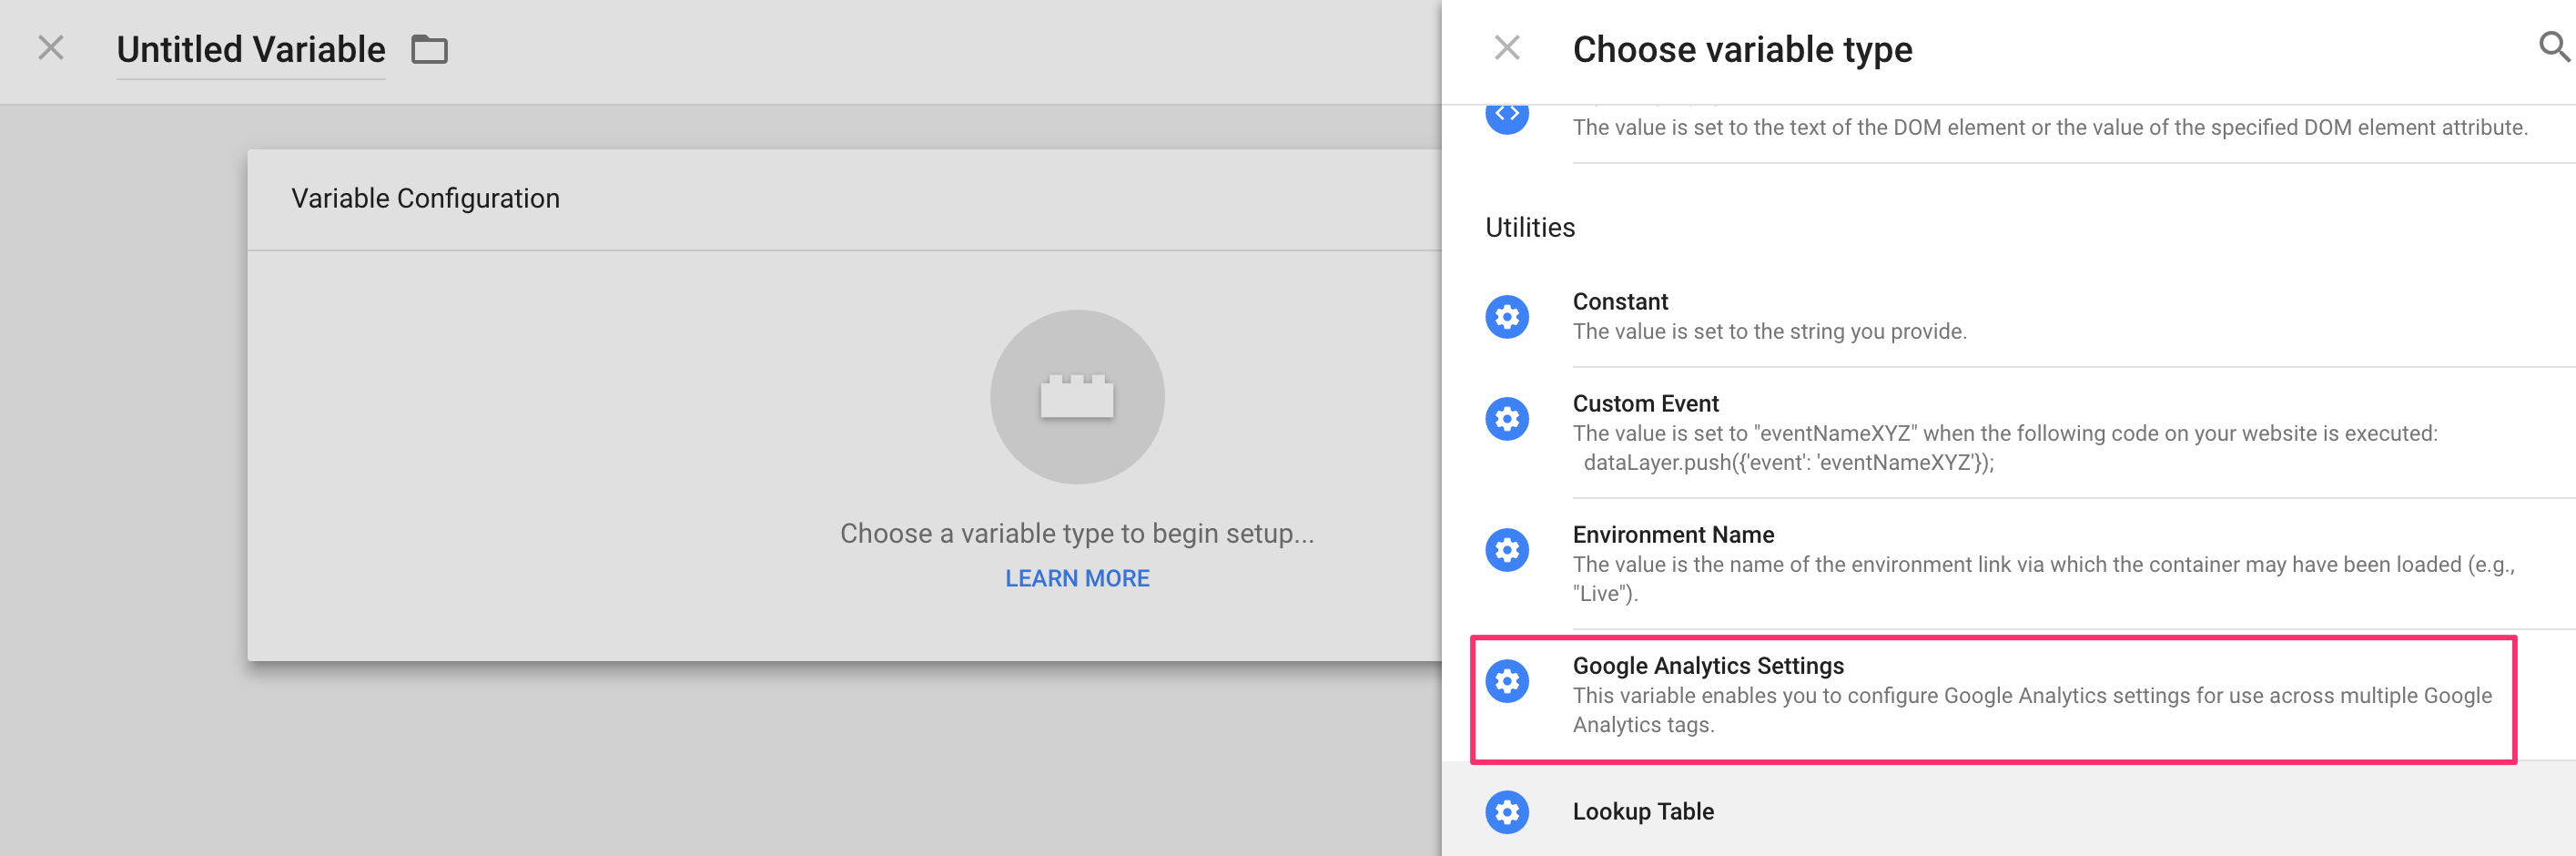 Untitled Variable
Variable Configuration
Choose a variable type to begin setup...
LEARN MORE
Choose variable type
The value is set to the text of the DOM element or the value of the specified DOM element attribute.
Utilities
Constant
The value is set to the string you provide.
Custom Event
The value is set to "eventNameXYZ" when the following code on your website is executed:
dataLayer.push({'event': 'eventNameXYZ'});
Environment Name
The value is the name of the environment link via which the container may have been loaded (e.g.,
"Live").
Google Analytics Settings
This variable enables you to configure Google Analytics settings for use across multiple Google
Analytics tags.
Lookup Table